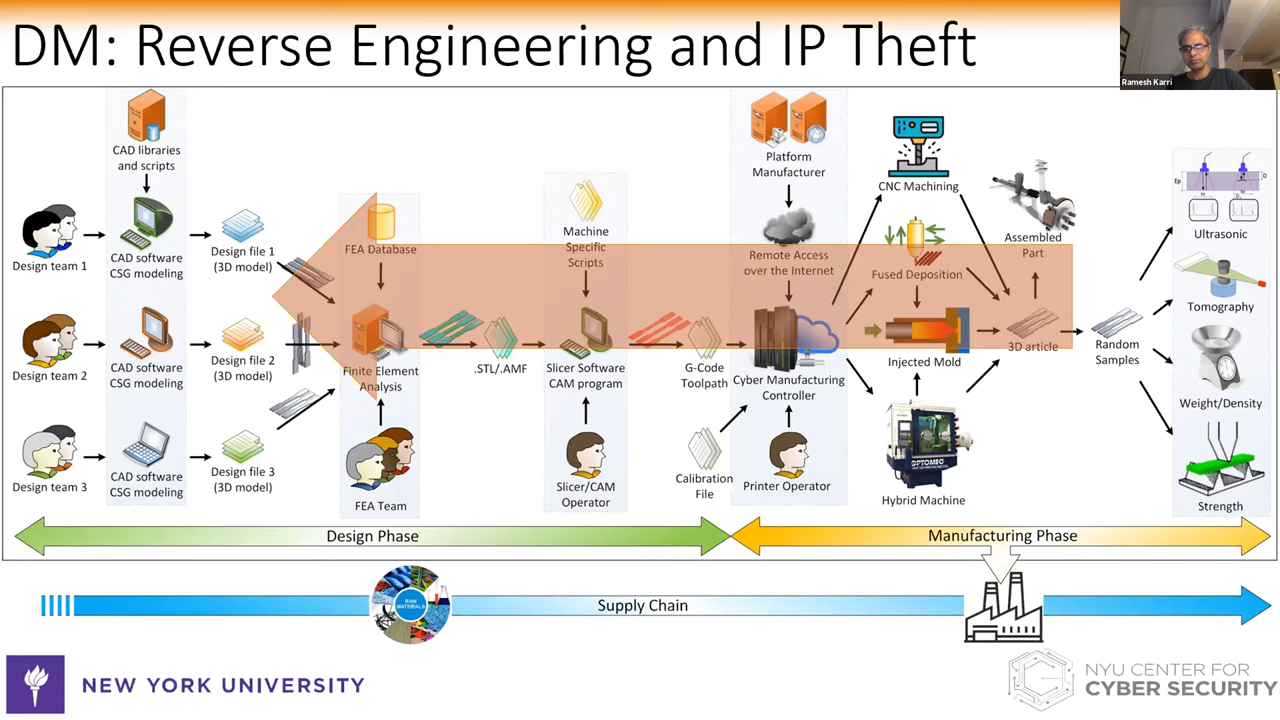 DM: Reverse Engineering and IP Theft
Ramesh Karri
CAD libraries
and scripts
Design team 1
CAD software
CSG modeling
Design file 1
(3D model)
Design team 2
CAD software
CSG modeling
Design file 2
(3D model)
Design team 3
CAD software
CSG modeling
Design file 3
(3D model)
FEA Database
Finite Element
Analysis
FEA Team
.STL/.AMF
Machine
Specific
Scripts
Slicer Software
CAM program
Slicer/CAM
Operator
G-Code
Toolpath
Calibration
File
Platform
Manufacturer
Remote Access
over the Internet
Cyber Manufacturing
Controller
Printer Operator
CNC Machining
Fused Deposition
Injected Mold
OPTOMEC
Hybrid Machine
Assembled
Part
3D article
Random
Samples
Ep
D
Ultrasonic
Tomography
Weight/Density
Strength
Design Phase
Manufacturing Phase
RAW
MATERIALS
Supply Chain
NEW YORK UNIVERSITY
NYU CENTER FOR
CYBER SECURITY